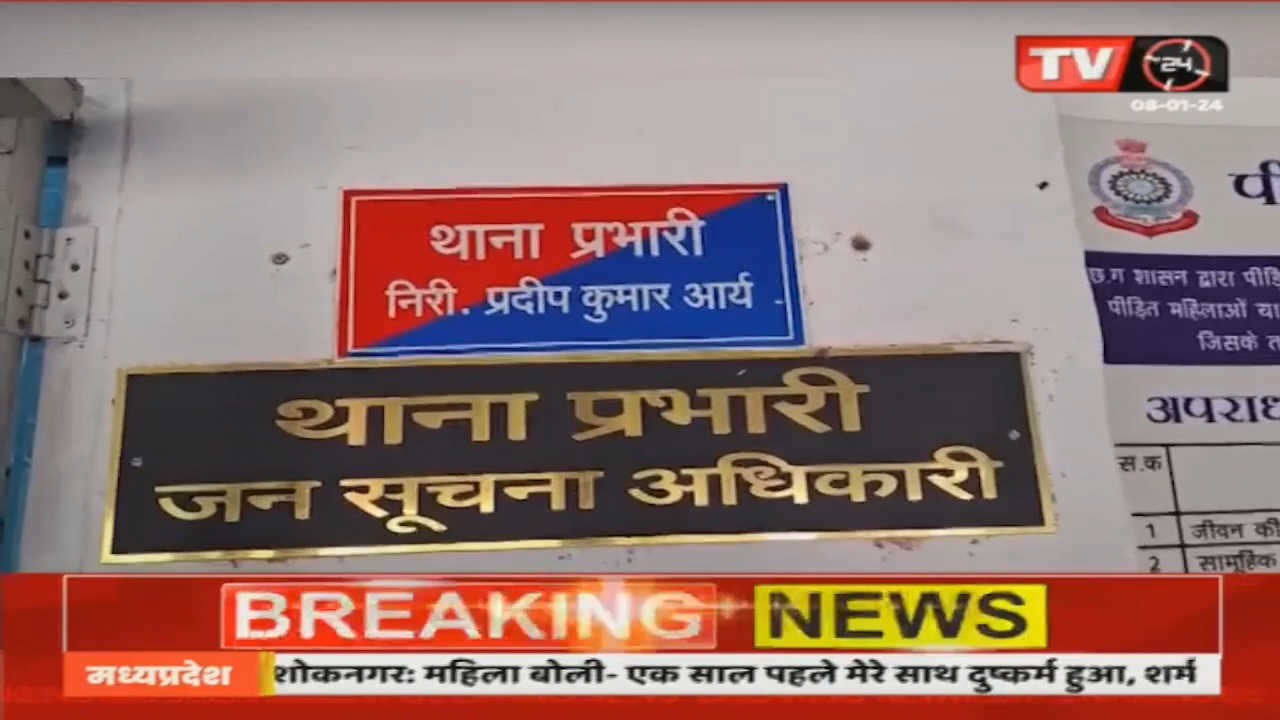 TV 24
08-01-24
थाना प्रभारी
निरी. प्रदीप कुमार आर्य
थाना प्रभारी
जन सूचना अधिकारी
छ.ग शासन द्वारा
पीड़ित महिलाओं
जिसके
स.क
1 जीवन की
2 सामूहिक
BREAKING NEWS
मध्यप्रदेश
शोकनगर: महिला बोली- एक साल पहले मेरे साथ दुष्कर्म हुआ, शर्म